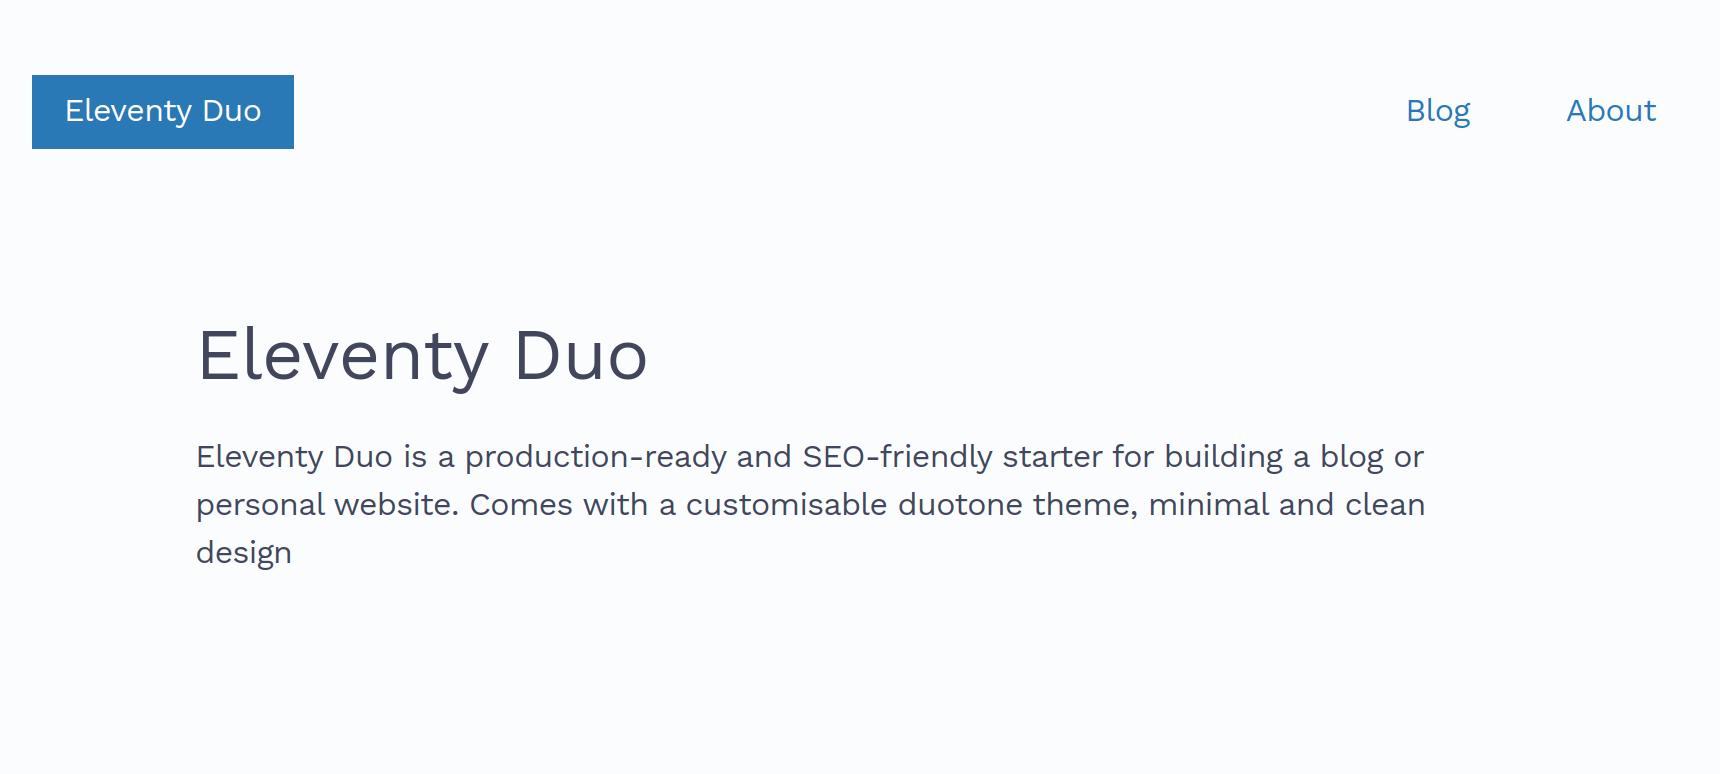 Eleventy Duo
Blog
About
Eleventy Duo
Eleventy Duo is a production-ready and SEO-friendly starter for building a blog or
personal website. Comes with a customisable duotone theme, minimal and clean
design